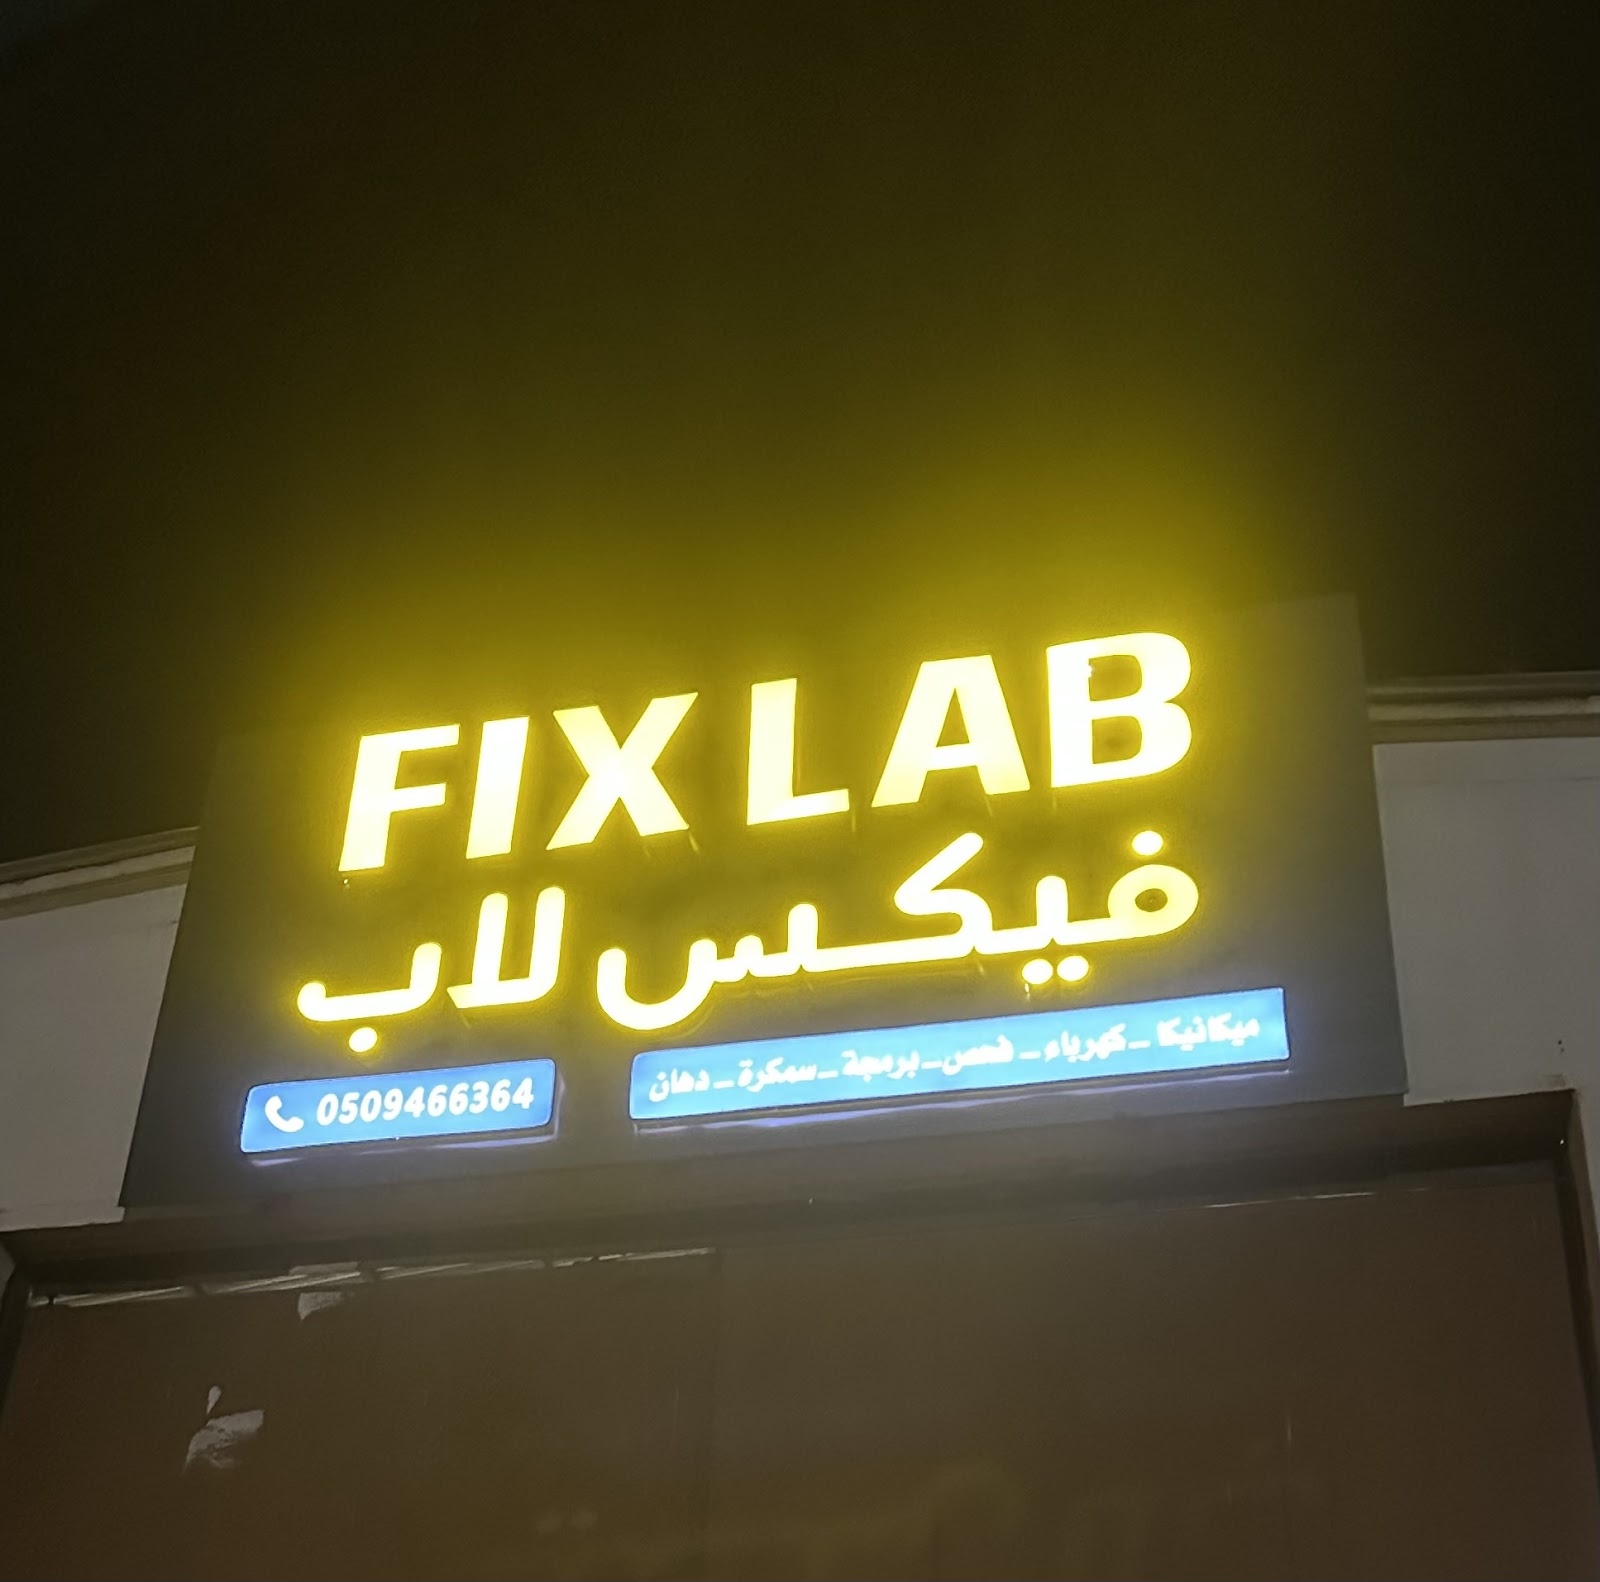 FIX LAB
فيكس لاب
ميكانيكا - كهرباء - فحص - برمجة - سمكرة - دهان
0509466364